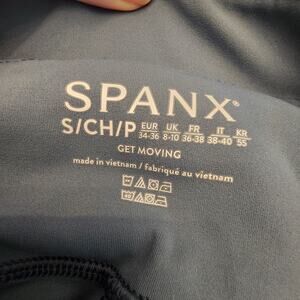 SPANX®
S/CH/P EUR UK FR IT KR
34-36 8-10 36-38 38-40 55
GET MOVING
made in vietnam / fabriqué au vietnam